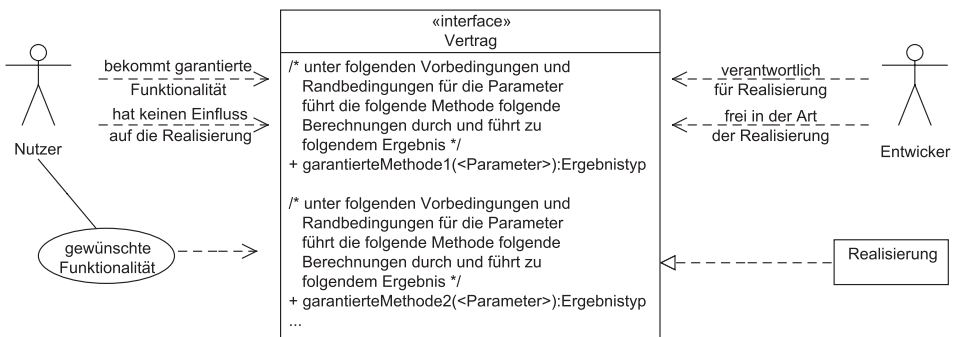 «interface»
Vertrag
bekommt garantierte
Funktionalität
hat keinen Einfluss
auf die Realisierung
Nutzer
gewünschte
Funktionalität
/* unter folgenden Vorbedingungen und
Randbedingungen für die Parameter
führt die folgende Methode folgende
Berechnungen durch und führt zu
folgendem Ergebnis */
+ garantierteMethode1(<Parameter>):Ergebnistyp
/* unter folgenden Vorbedingungen und
Randbedingungen für die Parameter
führt die folgende Methode folgende
Berechnungen durch und führt zu
folgendem Ergebnis */
+ garantierteMethode2(<Parameter>):Ergebnistyp
...
verantwortlich
für Realisierung
frei in der Art
der Realisierung
Entwicker
Realisierung